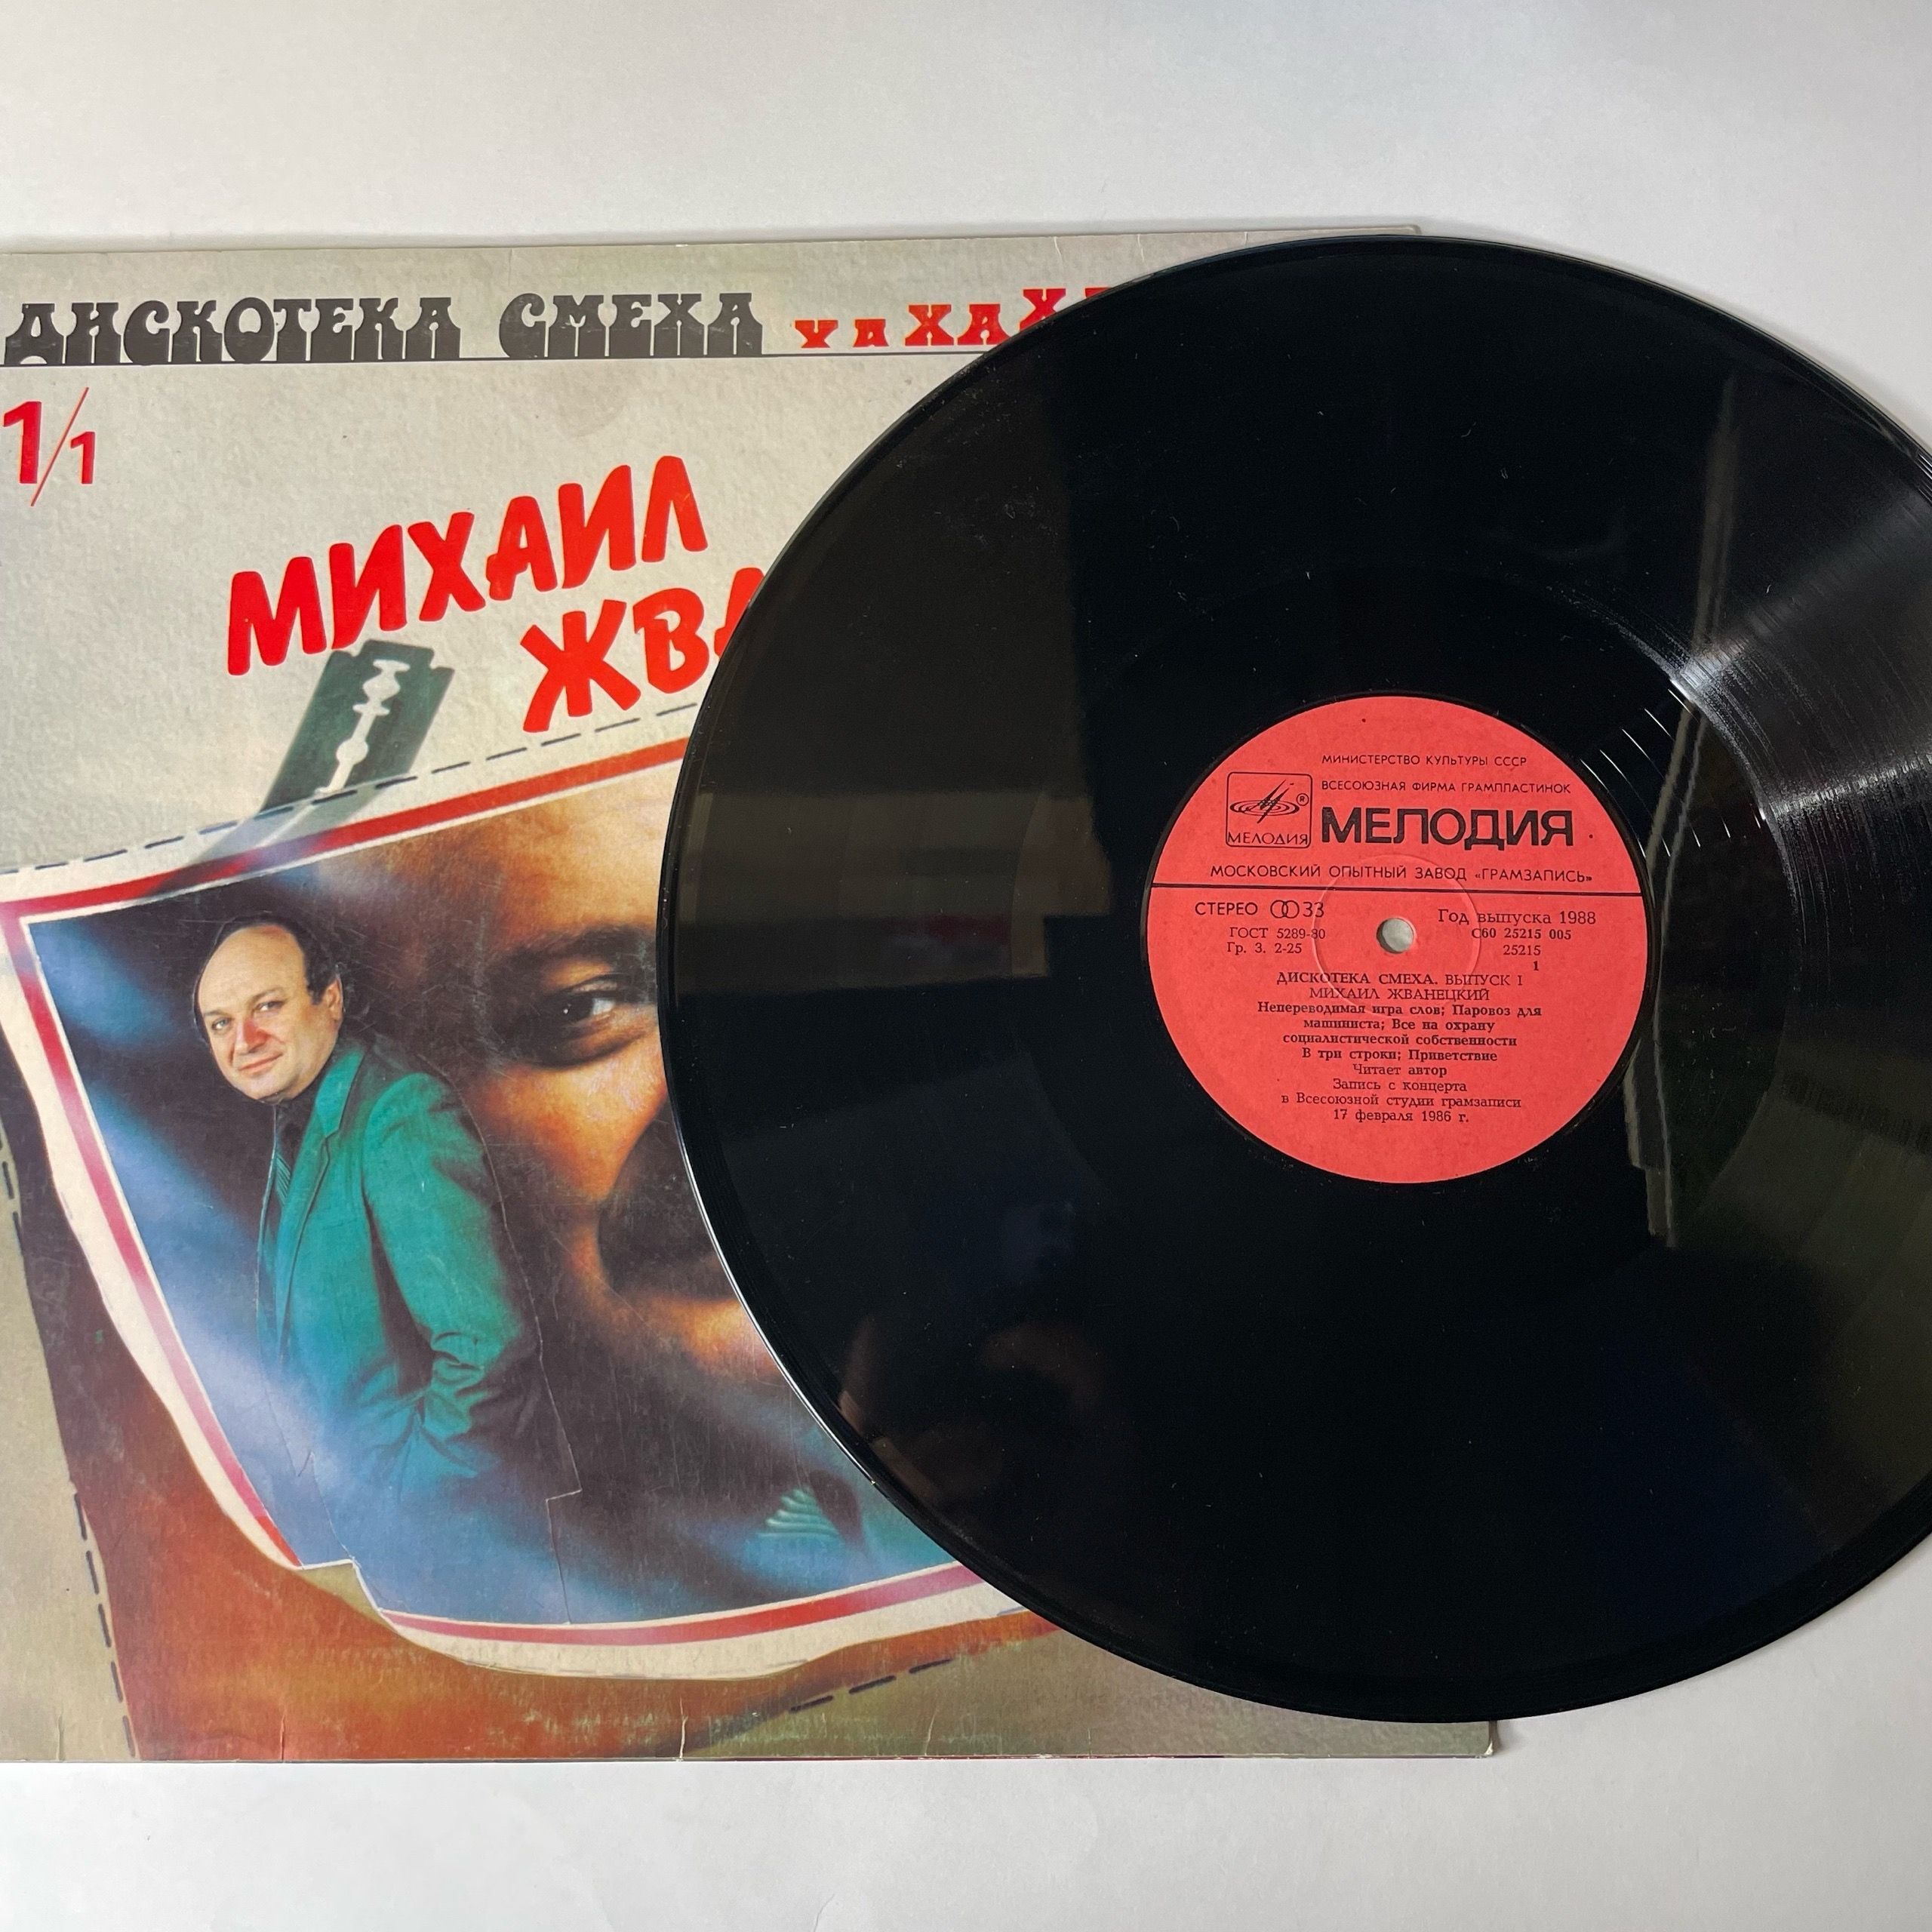 ДИСКОТЕКА СМЕХА
1/1
МИХАИЛ
МИНИСТЕРСТВО КУЛЬТУРЫ СССР
ВСЕСОЮЗНАЯ ФИРМА ГРАМПЛАСТИНОК
МЕЛОДИЯ ® МЕЛОДИЯ
МОСКОВСКИЙ ОПЫТНЫЙ ЗАВОД «ГРАМЗАПИСЬ»
СТЕРЕО 33 Год выпуска 1988
ГОСТ 5289-80 С60 25215 005
Гр. 3. 2-25 25215
1
ДИСКОТЕКА СМЕХА. ВЫПУСК 1
МИХАИЛ ЖВАНЕЦКИЙ
Непереводимая игра слов; Паровоз для
машиниста; Все на охрану
социалистической собственности
В три строки; Приветствие
Читает автор
Запись с концерта
в Всесоюзной студии грамзаписи
17 февраля 1986 г.